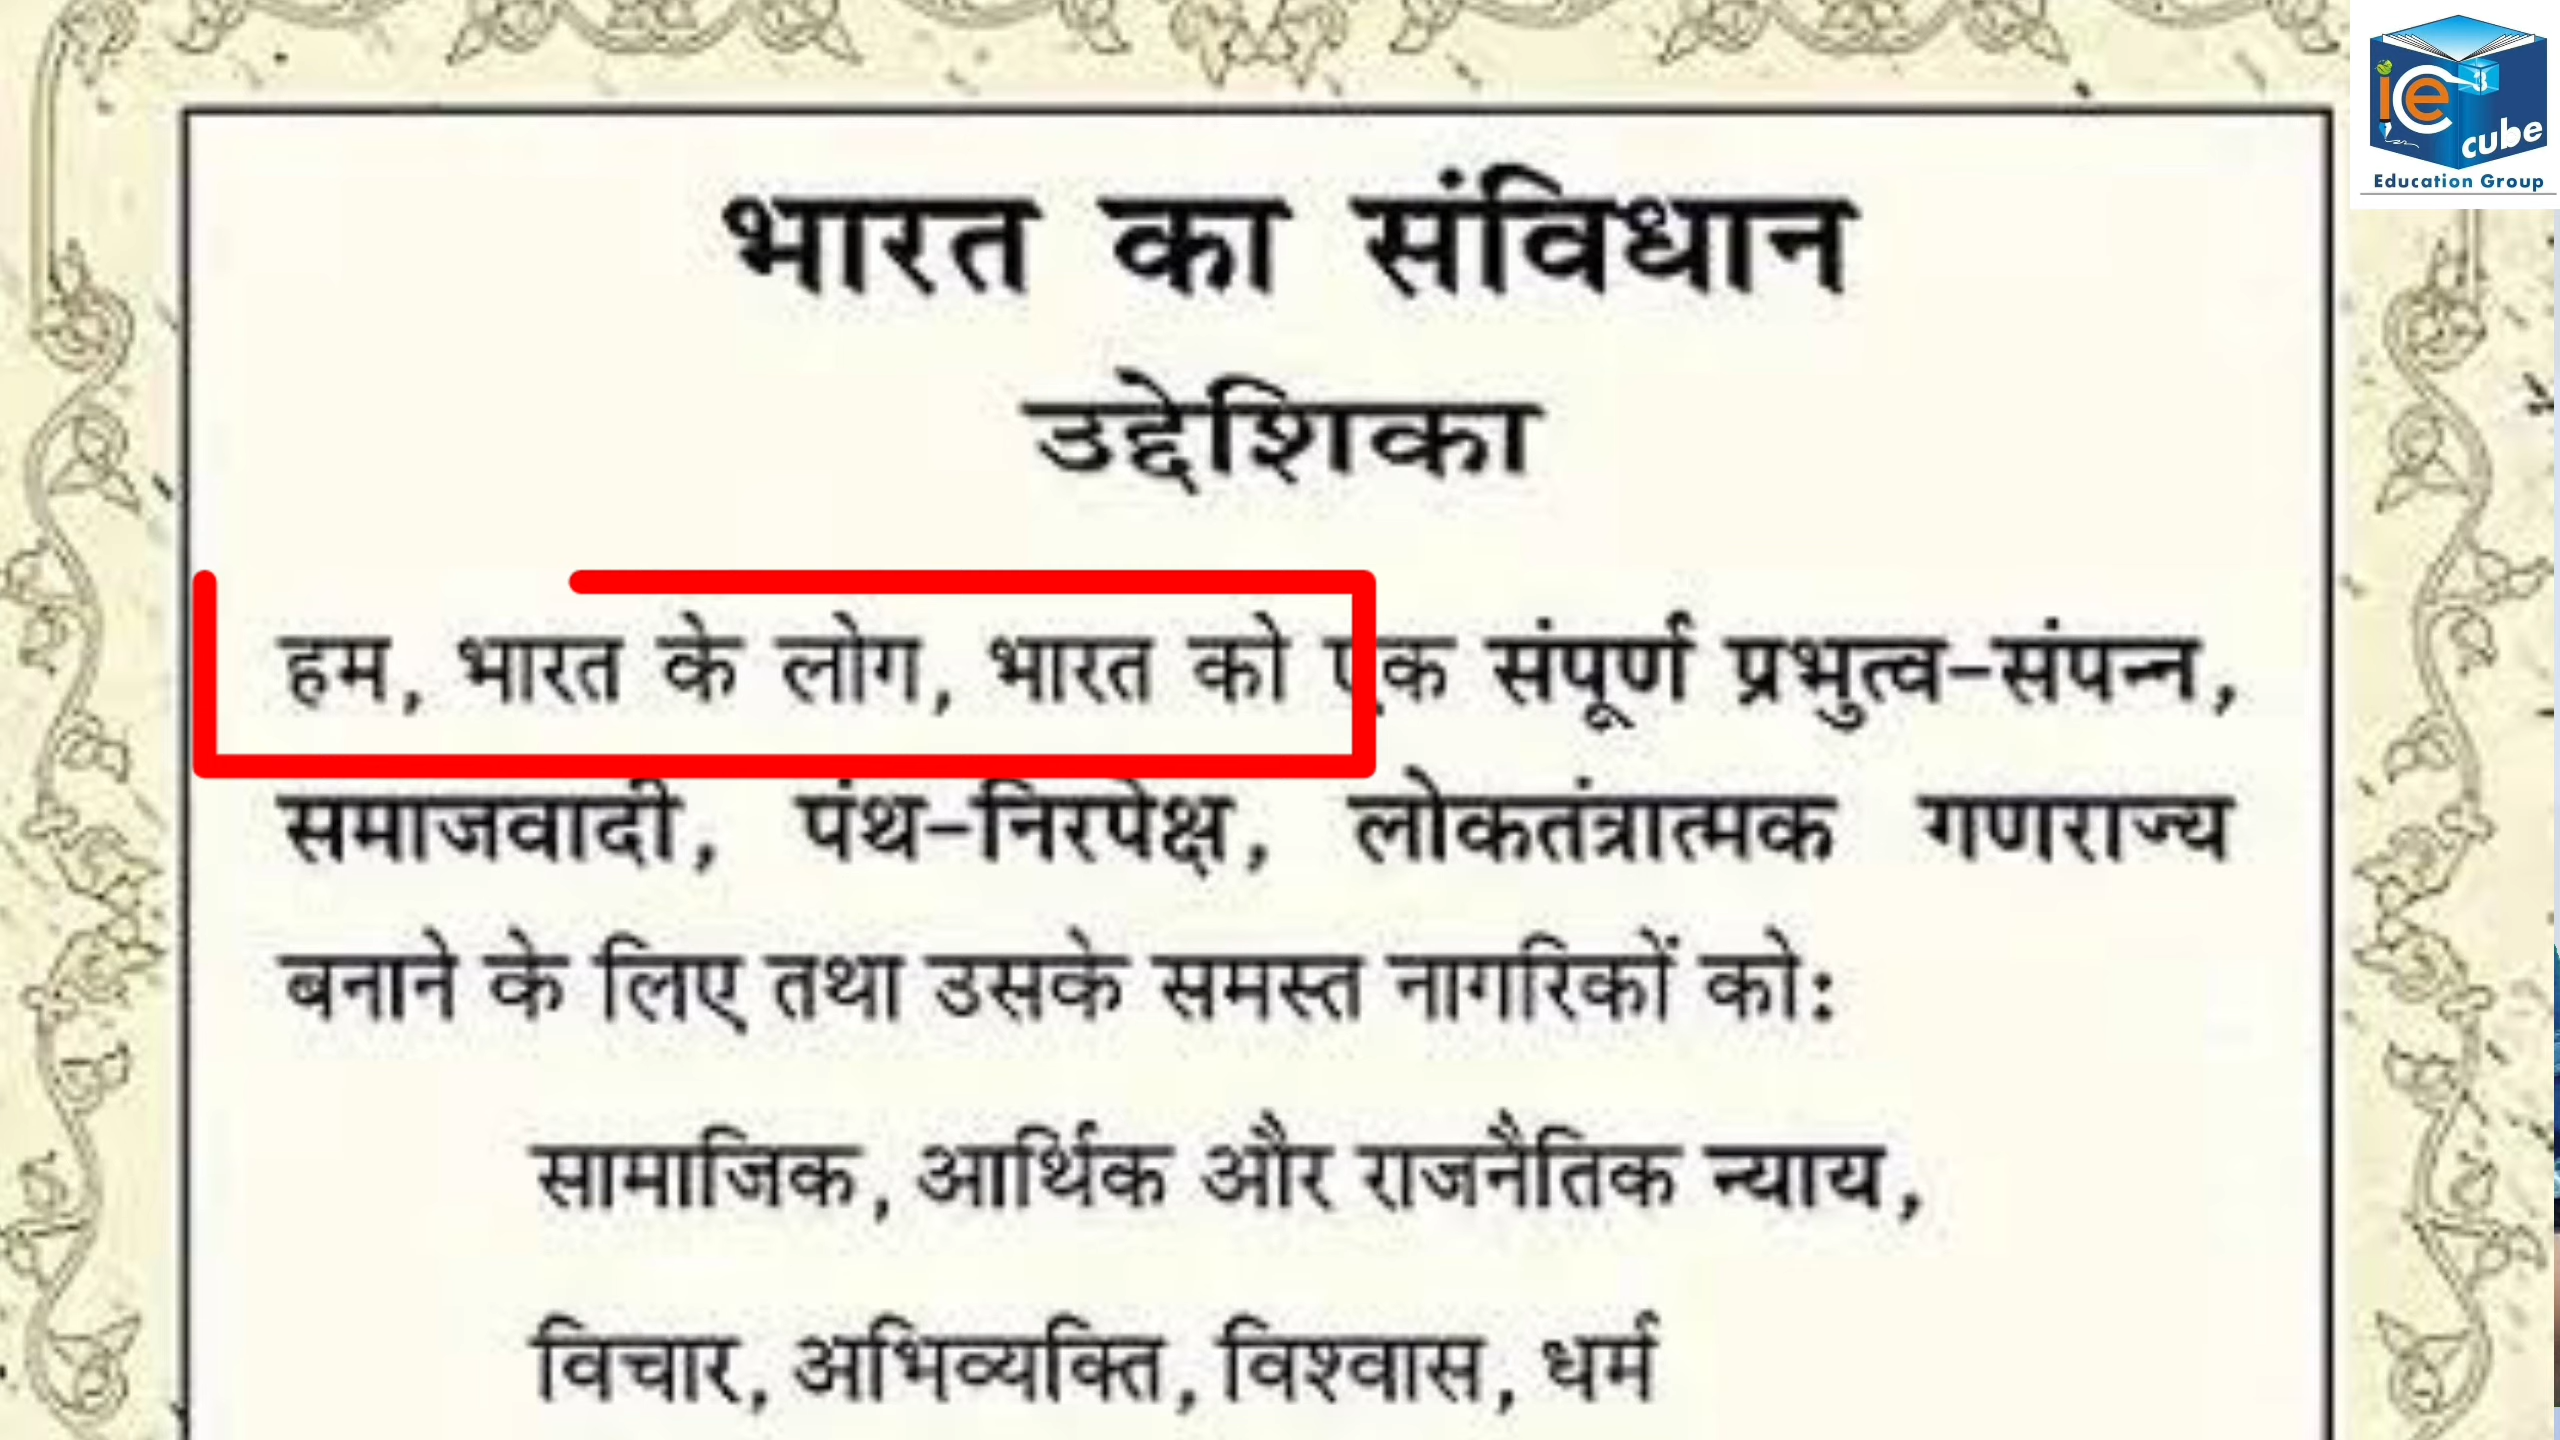 iCe 3
cube
Education Group
भारत का संविधान
उद्देशिका
हम, भारत के लोग, भारत को एक संपूर्ण प्रभुत्व-संपन्न,
समाजवादी, पंथ-निरपेक्ष, लोकतंत्रात्मक गणराज्य
बनाने के लिए तथा उसके समस्त नागरिकों को:
सामाजिक, आर्थिक और राजनैतिक न्याय,
विचार, अभिव्यक्ति, विश्वास, धर्म